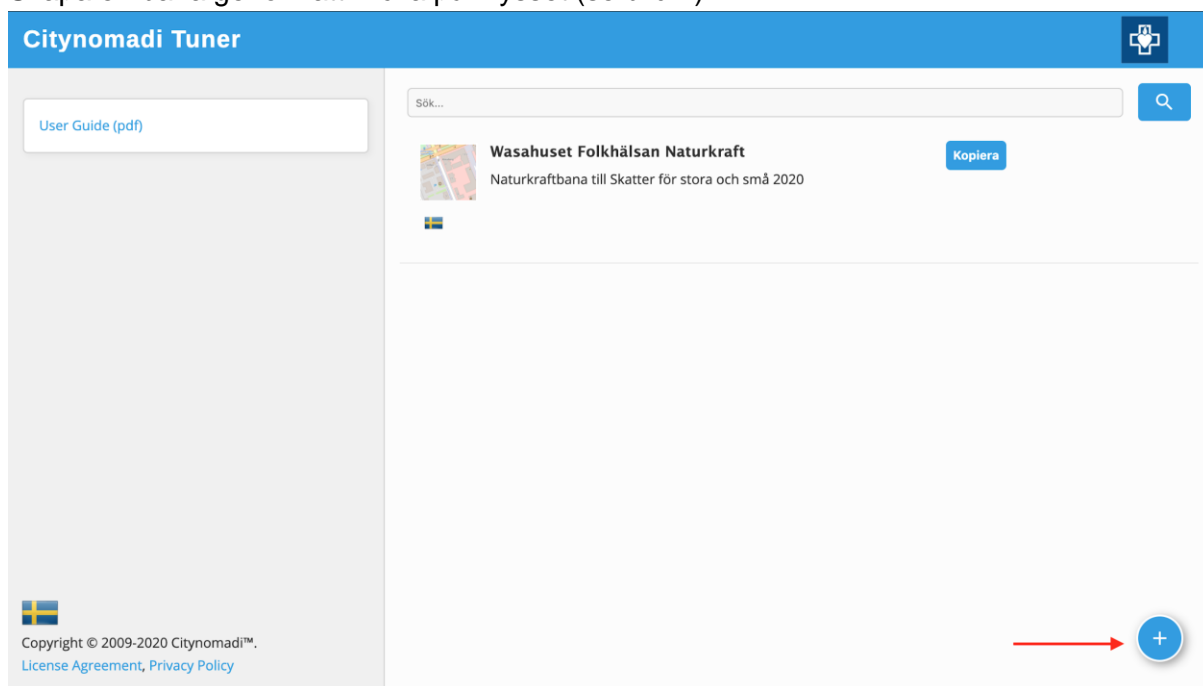 Citynomadi Tuner
User Guide (pdf)
Sök...
Wasahuset Folkhälsan Naturkraft
Kopiera
Naturkraftbana till Skatter för stora och små 2020
Copyright © 2009-2020 Citynomadi™.
License Agreement, Privacy Policy
+